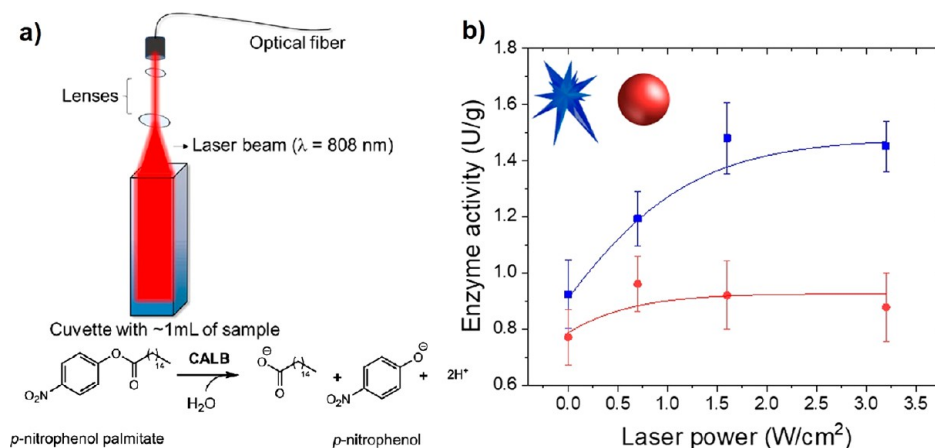 a)
Optical fiber
Lenses
Laser beam (λ = 808 nm)
Cuvette with ~1mL of sample
O
O
14
O₂N
CALB
H₂O
O
⊖
O
14
+
O
⊖
O₂N
+ 2H⁺
p-nitrophenol palmitate
p-nitrophenol
b)
Enzyme activity (U/g)
1.8
1.6
1.4
1.2
1.0
0.8
0.6
0.0 0.5 1.0 1.5 2.0 2.5 3.0 3.5
Laser power (W/cm²)